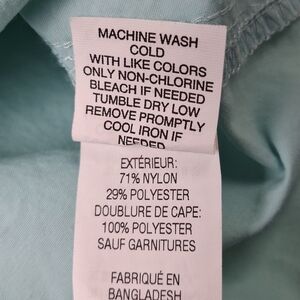 MACHINE WASH
COLD
WITH LIKE COLORS
ONLY NON-CHLORINE
BLEACH IF NEEDED
TUMBLE DRY LOW
REMOVE PROMPTLY
COOL IRON IF
NEEDED
EXTÉRIEUR:
71% NYLON
29% POLYESTER
DOUBLURE DE CAPE:
100% POLYESTER
SAUF GARNITURES
FABRIQUÉ EN
BANGLADESH